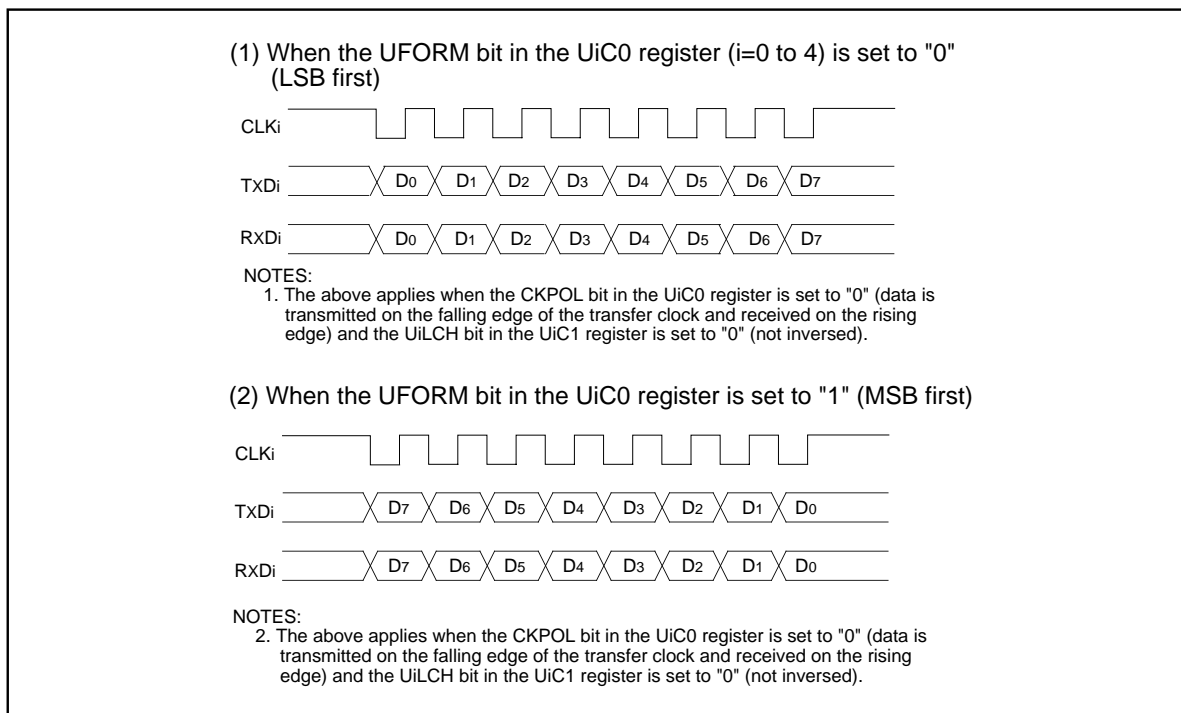 (1) When the UFORM bit in the UiC0 register (i=0 to 4) is set to "0"
(LSB first)
CLKi
TXDi D0 D1 D2 D3 D4 D5 D6 D7
RXDi D0 D1 D2 D3 D4 D5 D6 D7
NOTES:
1. The above applies when the CKPOL bit in the UiC0 register is set to "0" (data is
transmitted on the falling edge of the transfer clock and received on the rising
edge) and the UiLCH bit in the UiC1 register is set to "0" (not inversed).
(2) When the UFORM bit in the UiC0 register is set to "1" (MSB first)
CLKi
TXDi D7 D6 D5 D4 D3 D2 D1 D0
RXDi D7 D6 D5 D4 D3 D2 D1 D0
NOTES:
2. The above applies when the CKPOL bit in the UiC0 register is set to "0" (data is
transmitted on the falling edge of the transfer clock and received on the rising
edge) and the UiLCH bit in the UiC1 register is set to "0" (not inversed).